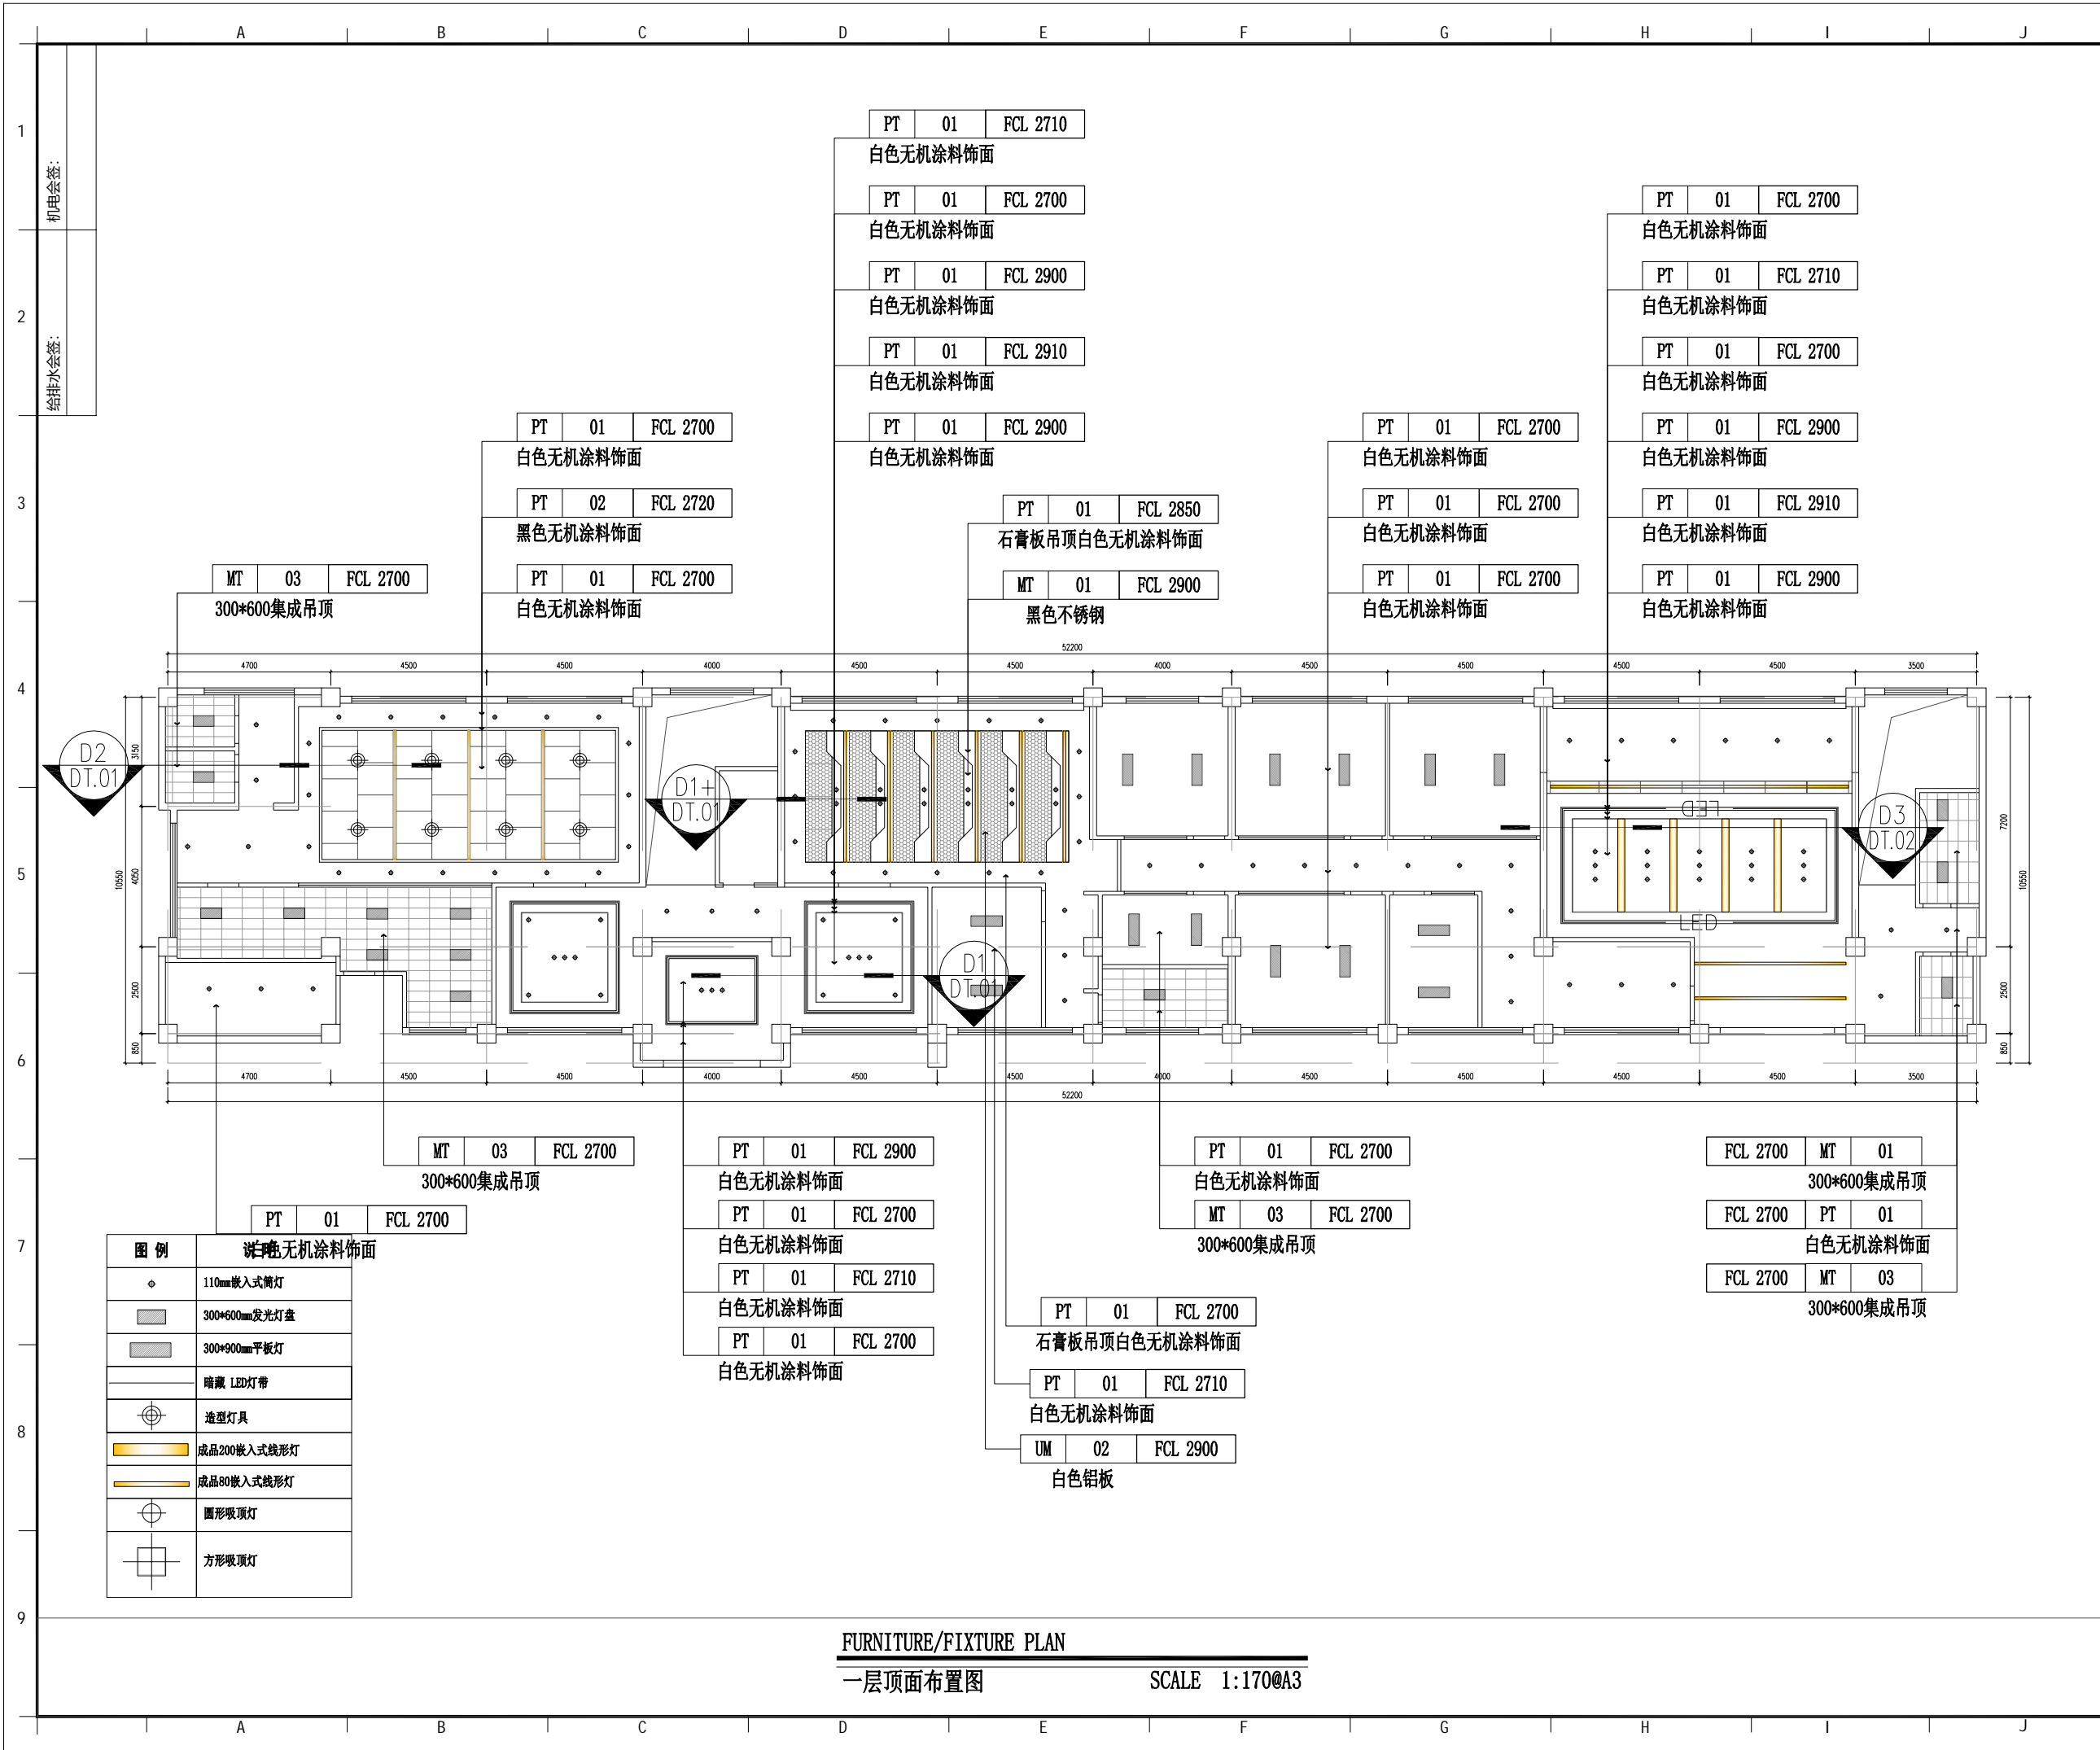 A B C D E F G H I J
1
2
3
4
5
6
7
8
9
机电会签:
给排水会签:
PT 01 FCL 2710
白色无机涂料饰面
PT 01 FCL 2700
白色无机涂料饰面
PT 01 FCL 2900
白色无机涂料饰面
PT 01 FCL 2910
白色无机涂料饰面
PT 01 FCL 2900
白色无机涂料饰面
PT 01 FCL 2700
白色无机涂料饰面
PT 01 FCL 2710
白色无机涂料饰面
PT 01 FCL 2700
白色无机涂料饰面
PT 01 FCL 2900
白色无机涂料饰面
PT 01 FCL 2910
白色无机涂料饰面
PT 01 FCL 2900
白色无机涂料饰面
PT 01 FCL 2700
白色无机涂料饰面
PT 02 FCL 2720
黑色无机涂料饰面
PT 01 FCL 2700
白色无机涂料饰面
PT 01 FCL 2850
石膏板吊顶白色无机涂料饰面
MT 01 FCL 2900
黑色不锈钢
PT 01 FCL 2700
白色无机涂料饰面
PT 01 FCL 2700
白色无机涂料饰面
PT 01 FCL 2700
白色无机涂料饰面
MT 03 FCL 2700
300*600集成吊顶
52200
4700 4500 4500 4000 4500 4500 4000 4500 4500 4500 4500 3500
10550
3150
4050
2500
850
7200
2500
850
10550
D2
DT.01
D1+
DT.01
D1
DT.01
D3
DT.02
LED
LED
4700 4500 4500 4000 4500 4500 4000 4500 4500 4500 4500 3500
52200
MT 03 FCL 2700
300*600集成吊顶
PT 01 FCL 2700
白色无机涂料饰面
PT 01 FCL 2900
白色无机涂料饰面
PT 01 FCL 2700
白色无机涂料饰面
PT 01 FCL 2710
白色无机涂料饰面
PT 01 FCL 2700
白色无机涂料饰面
PT 01 FCL 2700
白色无机涂料饰面
MT 03 FCL 2700
300*600集成吊顶
FCL 2700 MT 01
300*600集成吊顶
FCL 2700 PT 01
白色无机涂料饰面
FCL 2700 MT 03
300*600集成吊顶
PT 01 FCL 2700
石膏板吊顶白色无机涂料饰面
PT 01 FCL 2710
白色无机涂料饰面
UM 02 FCL 2900
白色铝板
图 例 说 明
110mm嵌入式筒灯
300*600mm发光灯盘
300*900mm平板灯
暗藏 LED灯带
造型灯具
成品200嵌入式线形灯
成品80嵌入式线形灯
圆形吸顶灯
方形吸顶灯
FURNITURE/FIXTURE PLAN
一层顶面布置图 SCALE 1:170@A3
A B C D E F G H I J